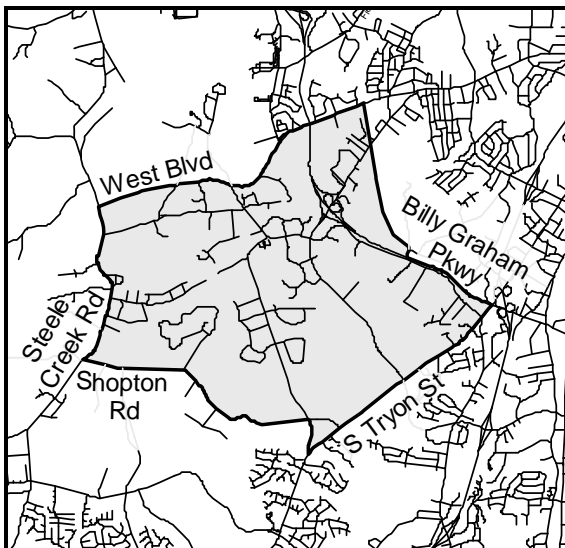 West Blvd
Billy Graham
Pkwy
Steele
Creek Rd
Shopton
Rd
S Tryon St